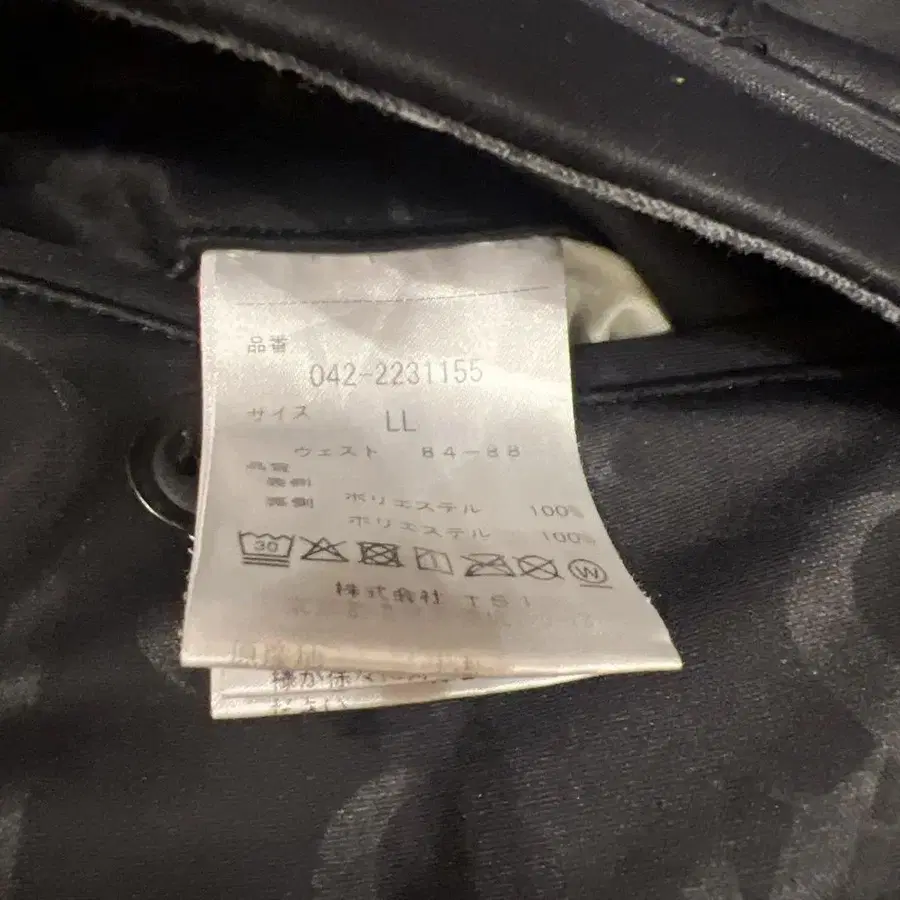 品番
042-2231155
サイズ LL
ウェスト 84-88
品質
表側 ポリエステル 100%
裏側 ポリエステル 100%
30 W
株式会社 TSI